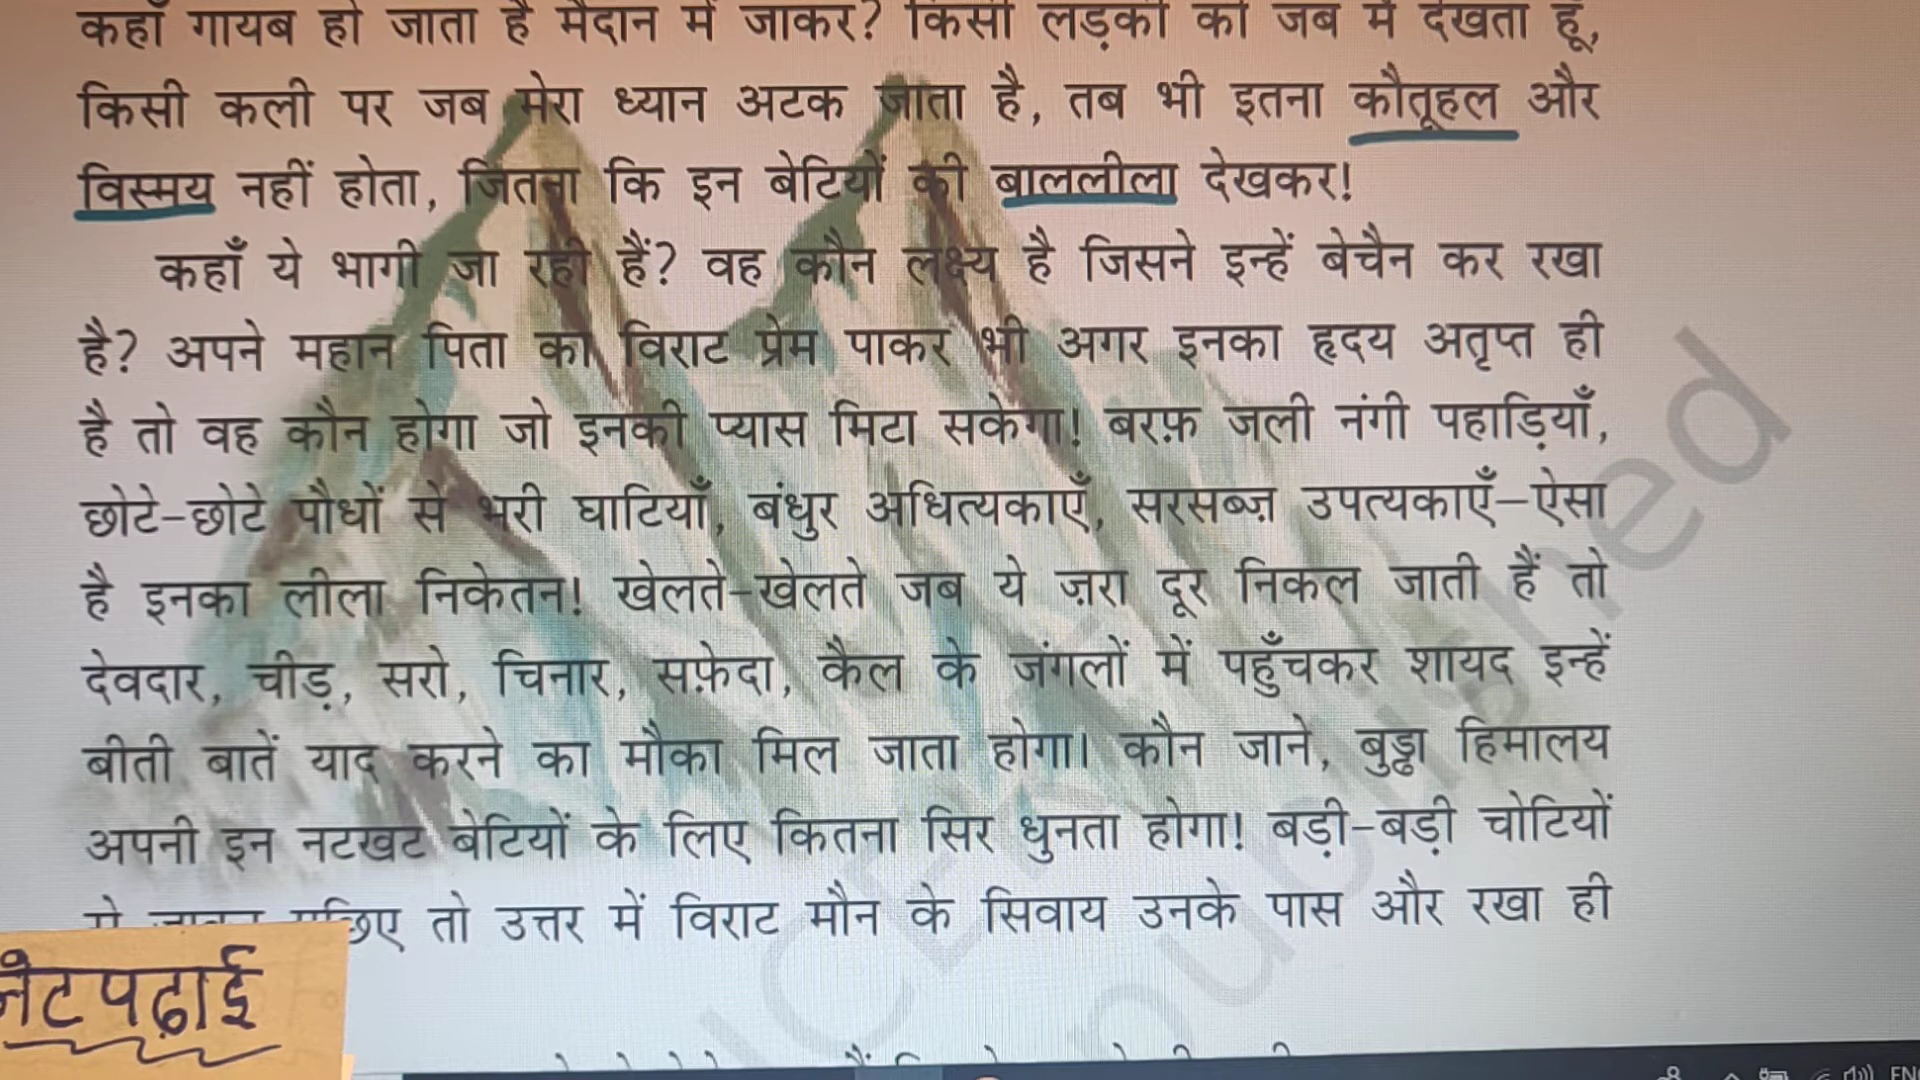 कहाँ गायब हो जाता है मैदान में जाकर? किसी लड़की को जब मैं देखता हूँ,
किसी कली पर जब मेरा ध्यान अटक जाता है, तब भी इतना कौतूहल और
विस्मय नहीं होता, जितना कि इन बेटियों की बाललीला देखकर!
कहाँ ये भागी जा रही हैं? वह कौन लक्ष्य है जिसने इन्हें बेचैन कर रखा
है? अपने महान पिता का विराट प्रेम पाकर भी अगर इनका हृदय अतृप्त ही
है तो वह कौन होगा जो इनकी प्यास मिटा सकेगा! बरफ़ जली नंगी पहाड़ियाँ,
छोटे-छोटे पौधों से भरी घाटियाँ, बंधुर अधित्यकाएँ, सरसब्ज़ उपत्यकाएँ—ऐसा
है इनका लीला निकेतन! खेलते-खेलते जब ये ज़रा दूर निकल जाती हैं तो
देवदार, चीड़, सरो, चिनार, सफ़ेदा, कैल के जंगलों में पहुँचकर शायद इन्हें
बीती बातें याद करने का मौका मिल जाता होगा। कौन जाने, बुड्ढा हिमालय
अपनी इन नटखट बेटियों के लिए कितना सिर धुनता होगा! बड़ी-बड़ी चोटियों
तो उत्तर में विराट मौन के सिवाय उनके पास और रखा ही
नेटपढ़ाई